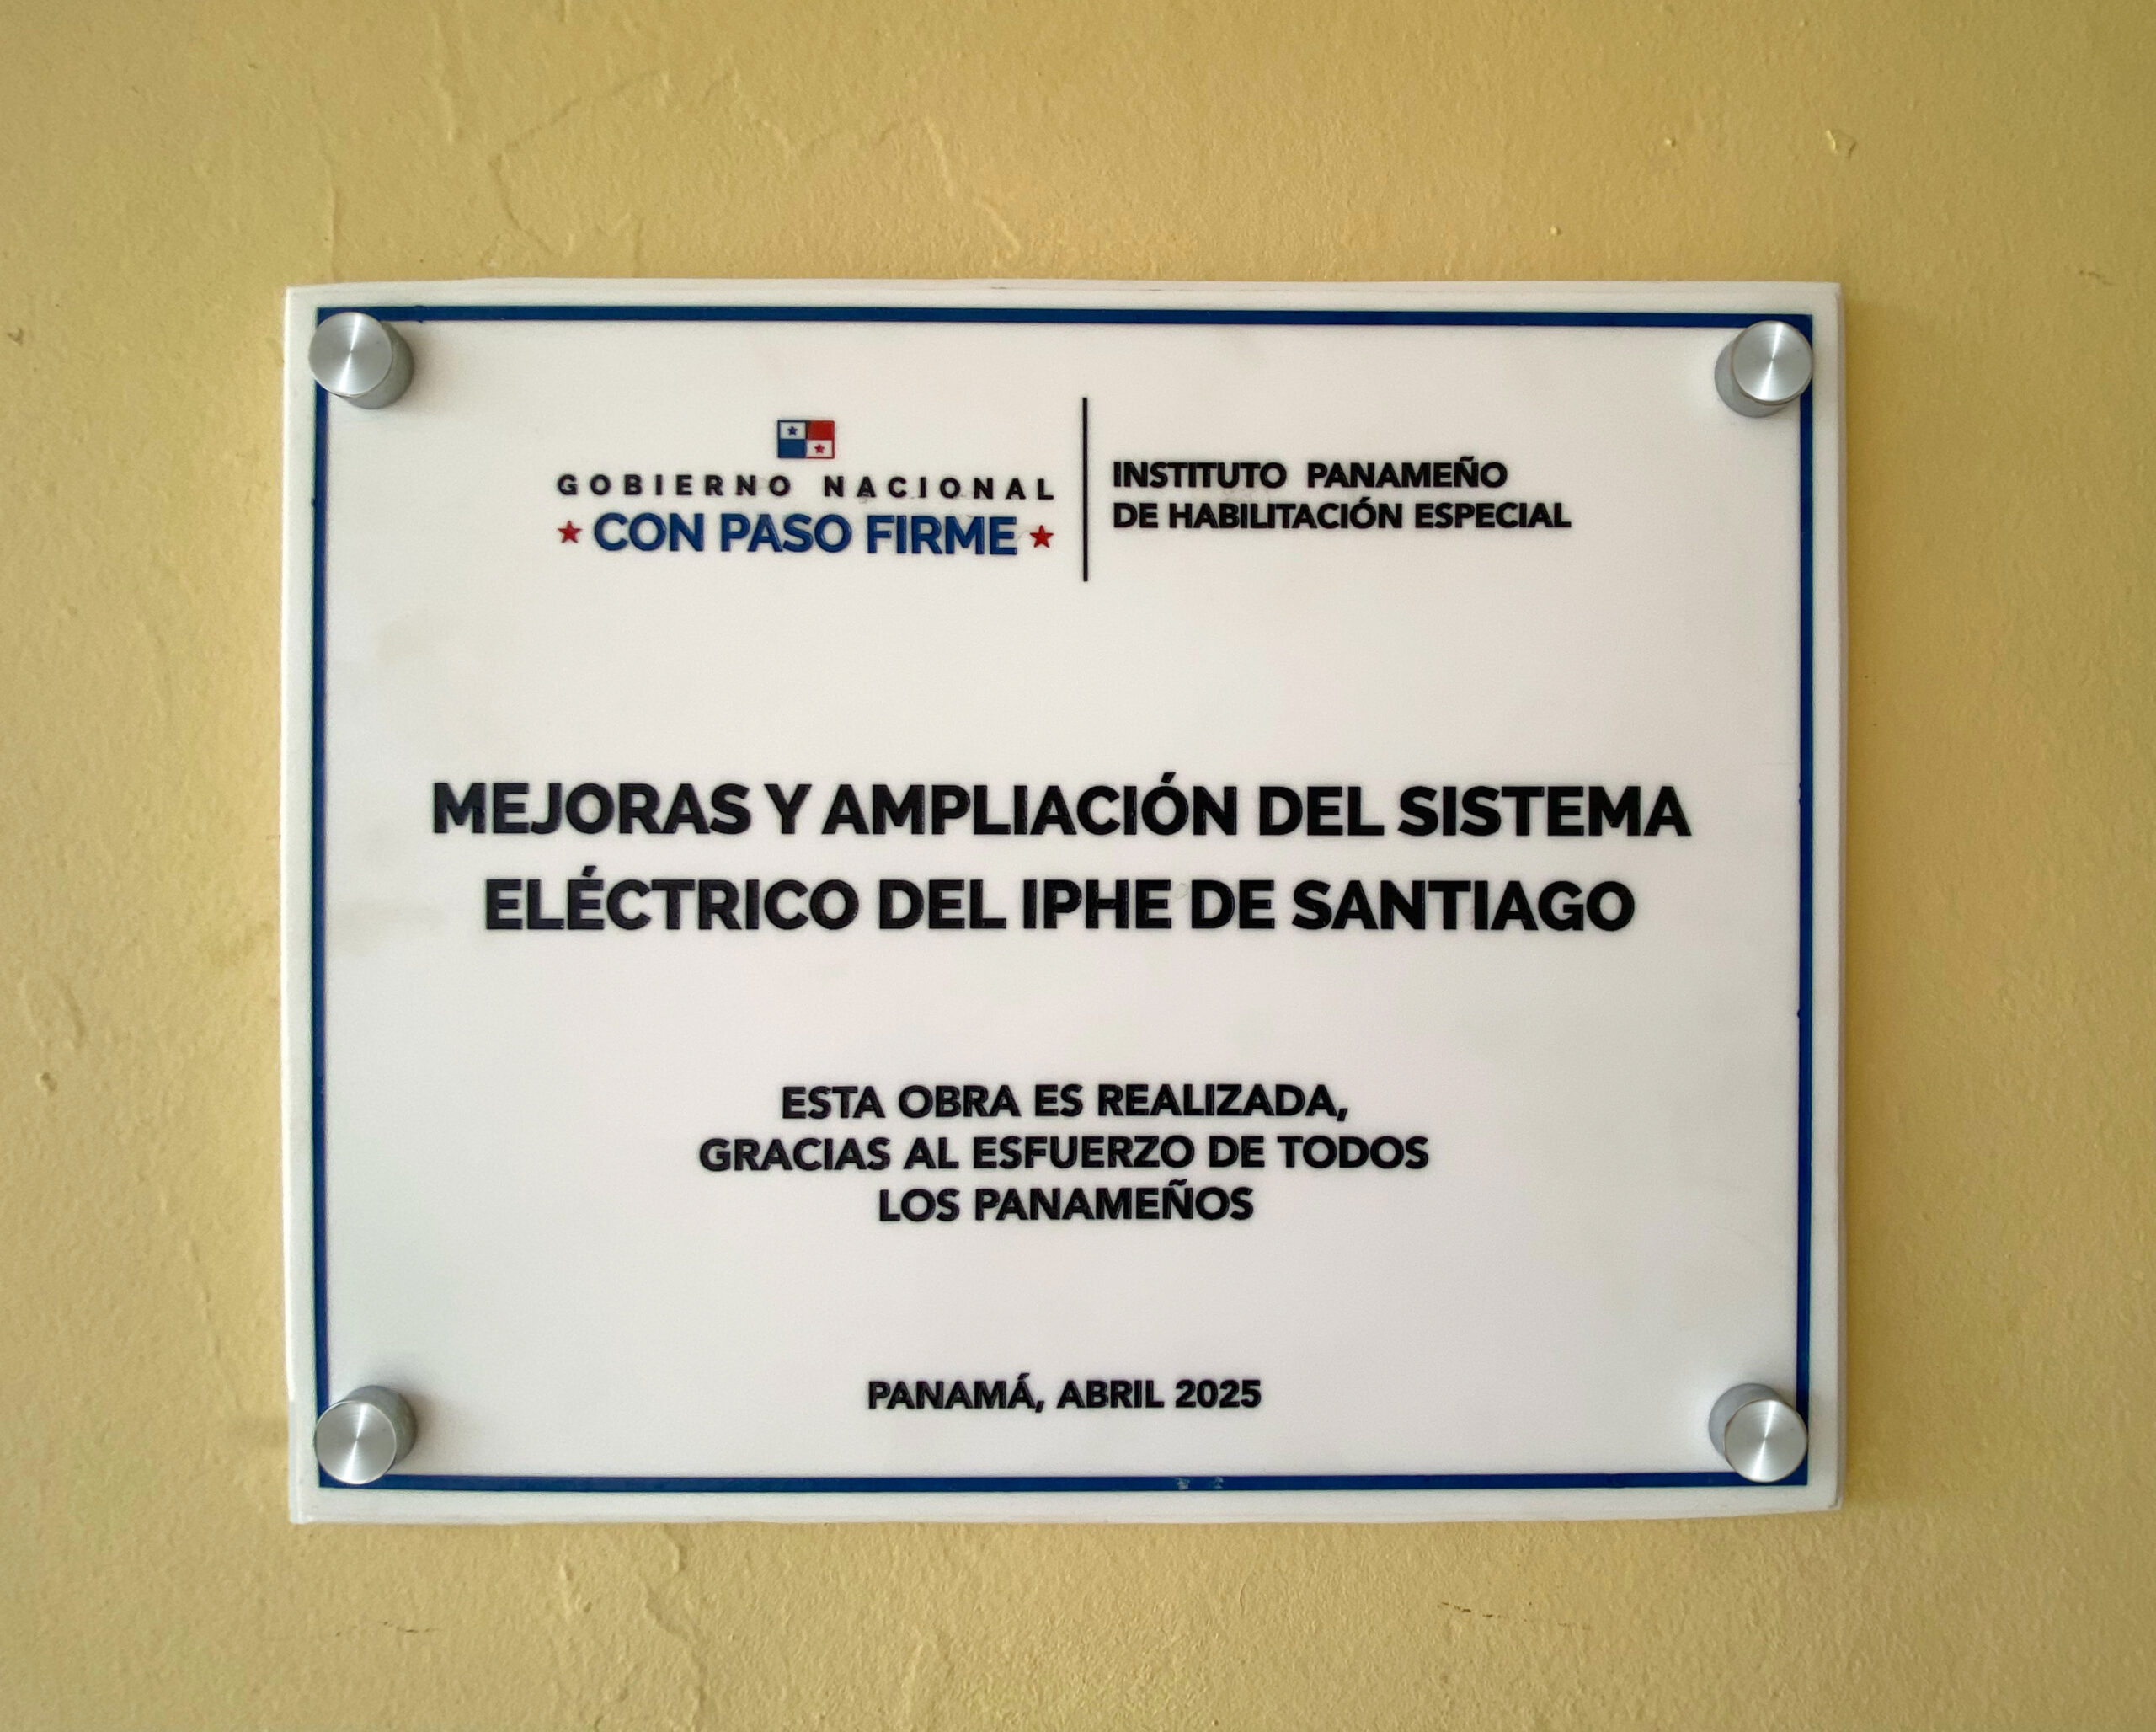 GOBIERNO NACIONAL
CON PASO FIRME
INSTITUTO PANAMEÑO
DE HABILITACIÓN ESPECIAL
MEJORAS Y AMPLIACIÓN DEL SISTEMA
ELÉCTRICO DEL IPHE DE SANTIAGO
ESTA OBRA ES REALIZADA,
GRACIAS AL ESFUERZO DE TODOS
LOS PANAMEÑOS
PANAMÁ, ABRIL 2025